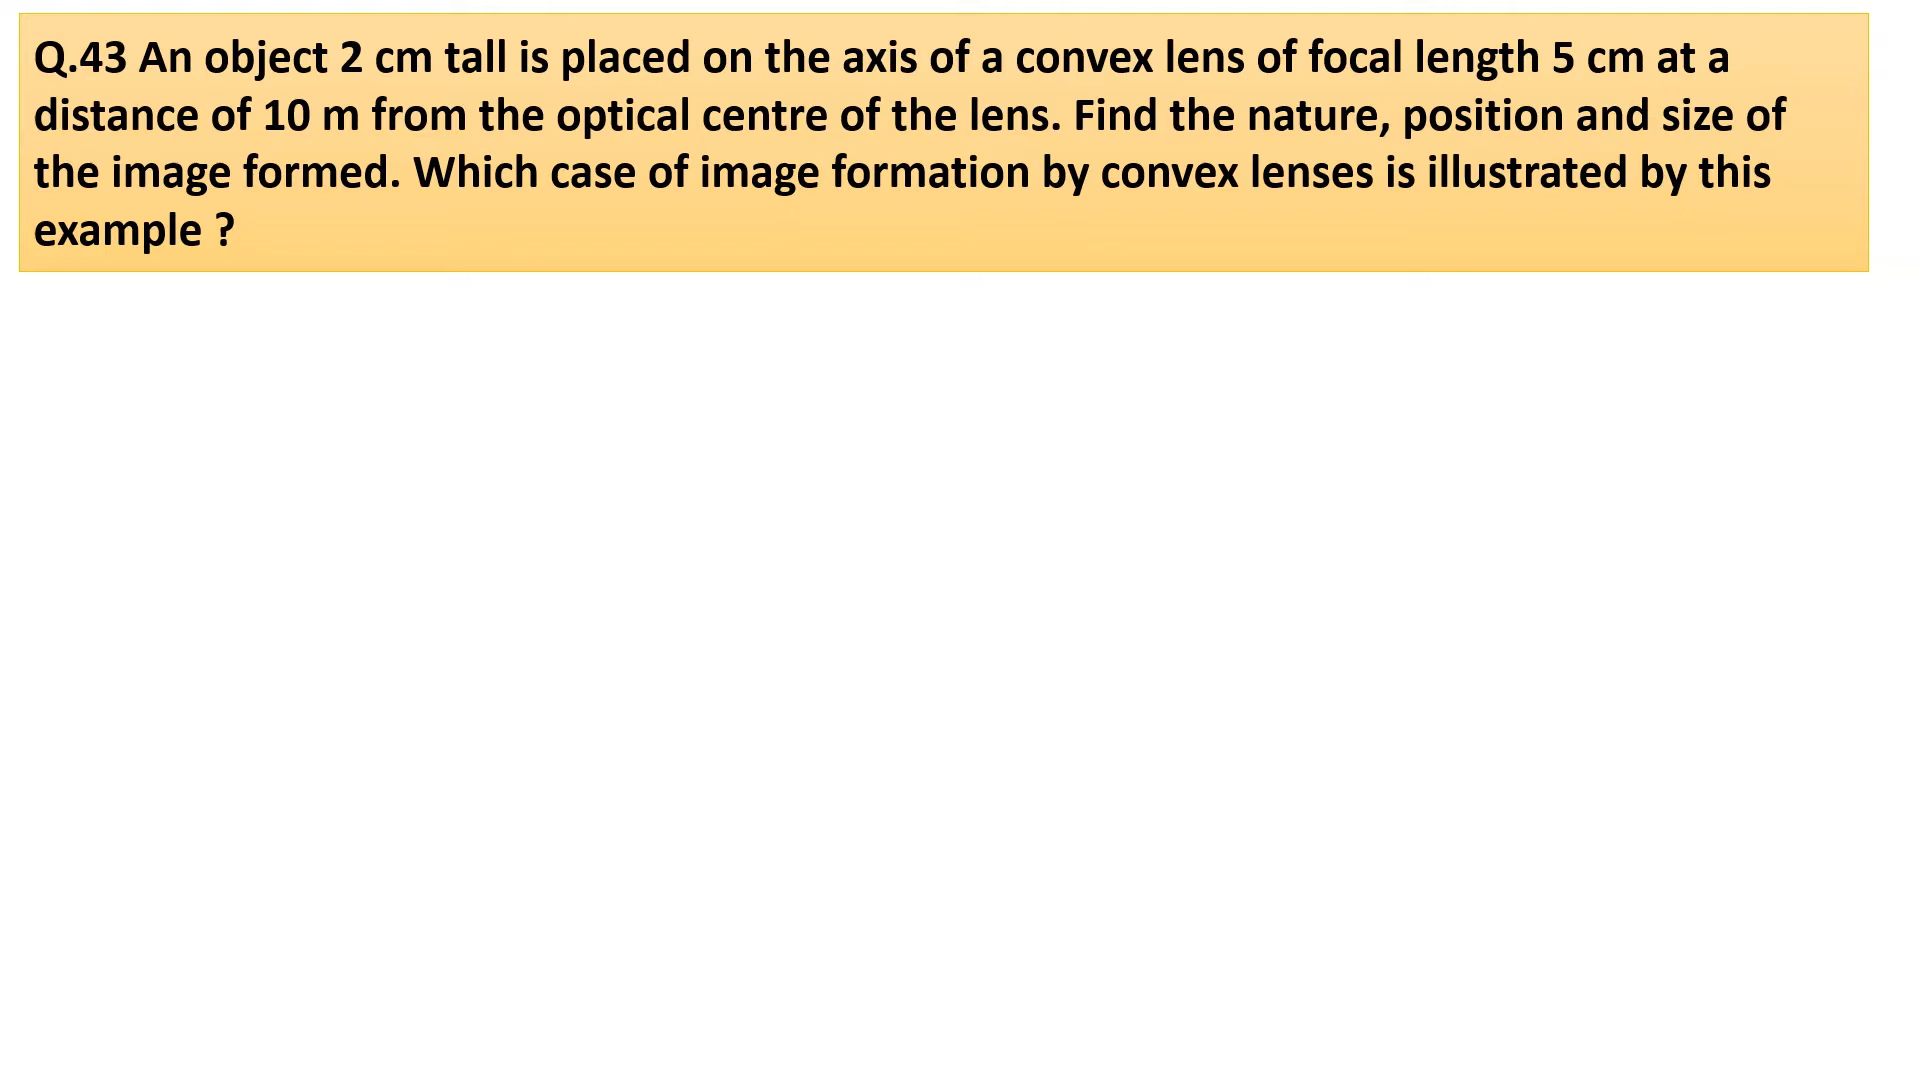 Q.43 An object 2 cm tall is placed on the axis of a convex lens of focal length 5 cm at a
distance of 10 m from the optical centre of the lens. Find the nature, position and size of
the image formed. Which case of image formation by convex lenses is illustrated by this
example ?